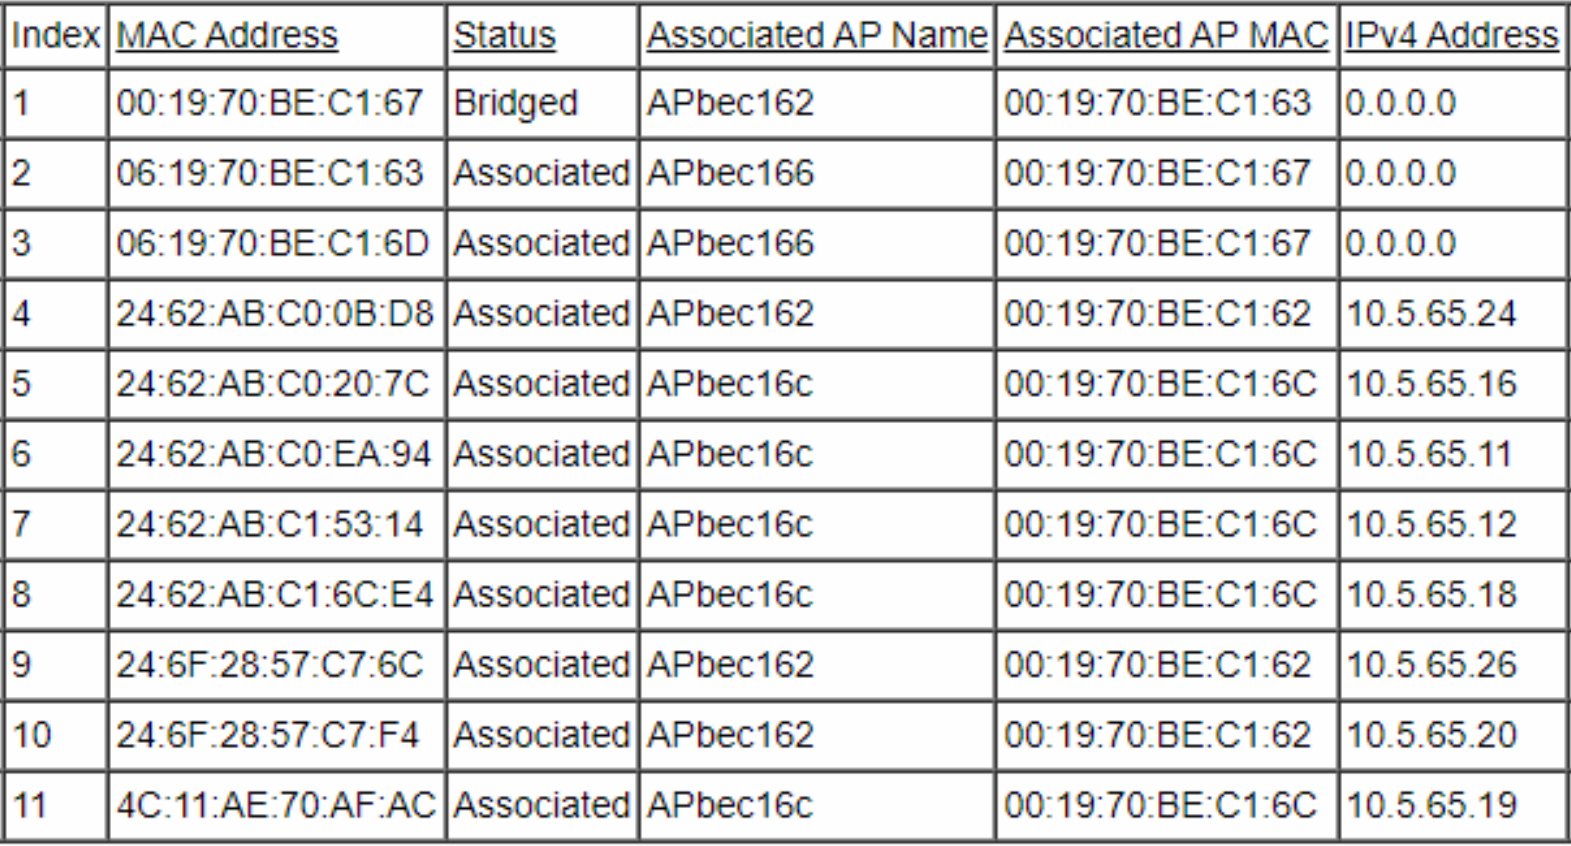 Index MAC Address Status Associated AP Name Associated AP MAC IPv4 Address
1 00:19:70:BE:C1:67 Bridged APbec162 00:19:70:BE:C1:63 0.0.0.0
2 06:19:70:BE:C1:63 Associated APbec166 00:19:70:BE:C1:67 0.0.0.0
3 06:19:70:BE:C1:6D Associated APbec166 00:19:70:BE:C1:67 0.0.0.0
4 24:62:AB:C0:0B:D8 Associated APbec162 00:19:70:BE:C1:62 10.5.65.24
5 24:62:AB:C0:20:7C Associated APbec16c 00:19:70:BE:C1:6C 10.5.65.16
6 24:62:AB:C0:EA:94 Associated APbec16c 00:19:70:BE:C1:6C 10.5.65.11
7 24:62:AB:C1:53:14 Associated APbec16c 00:19:70:BE:C1:6C 10.5.65.12
8 24:62:AB:C1:6C:E4 Associated APbec16c 00:19:70:BE:C1:6C 10.5.65.18
9 24:6F:28:57:C7:6C Associated APbec162 00:19:70:BE:C1:62 10.5.65.26
10 24:6F:28:57:C7:F4 Associated APbec162 00:19:70:BE:C1:62 10.5.65.20
11 4C:11:AE:70:AF:AC Associated APbec16c 00:19:70:BE:C1:6C 10.5.65.19